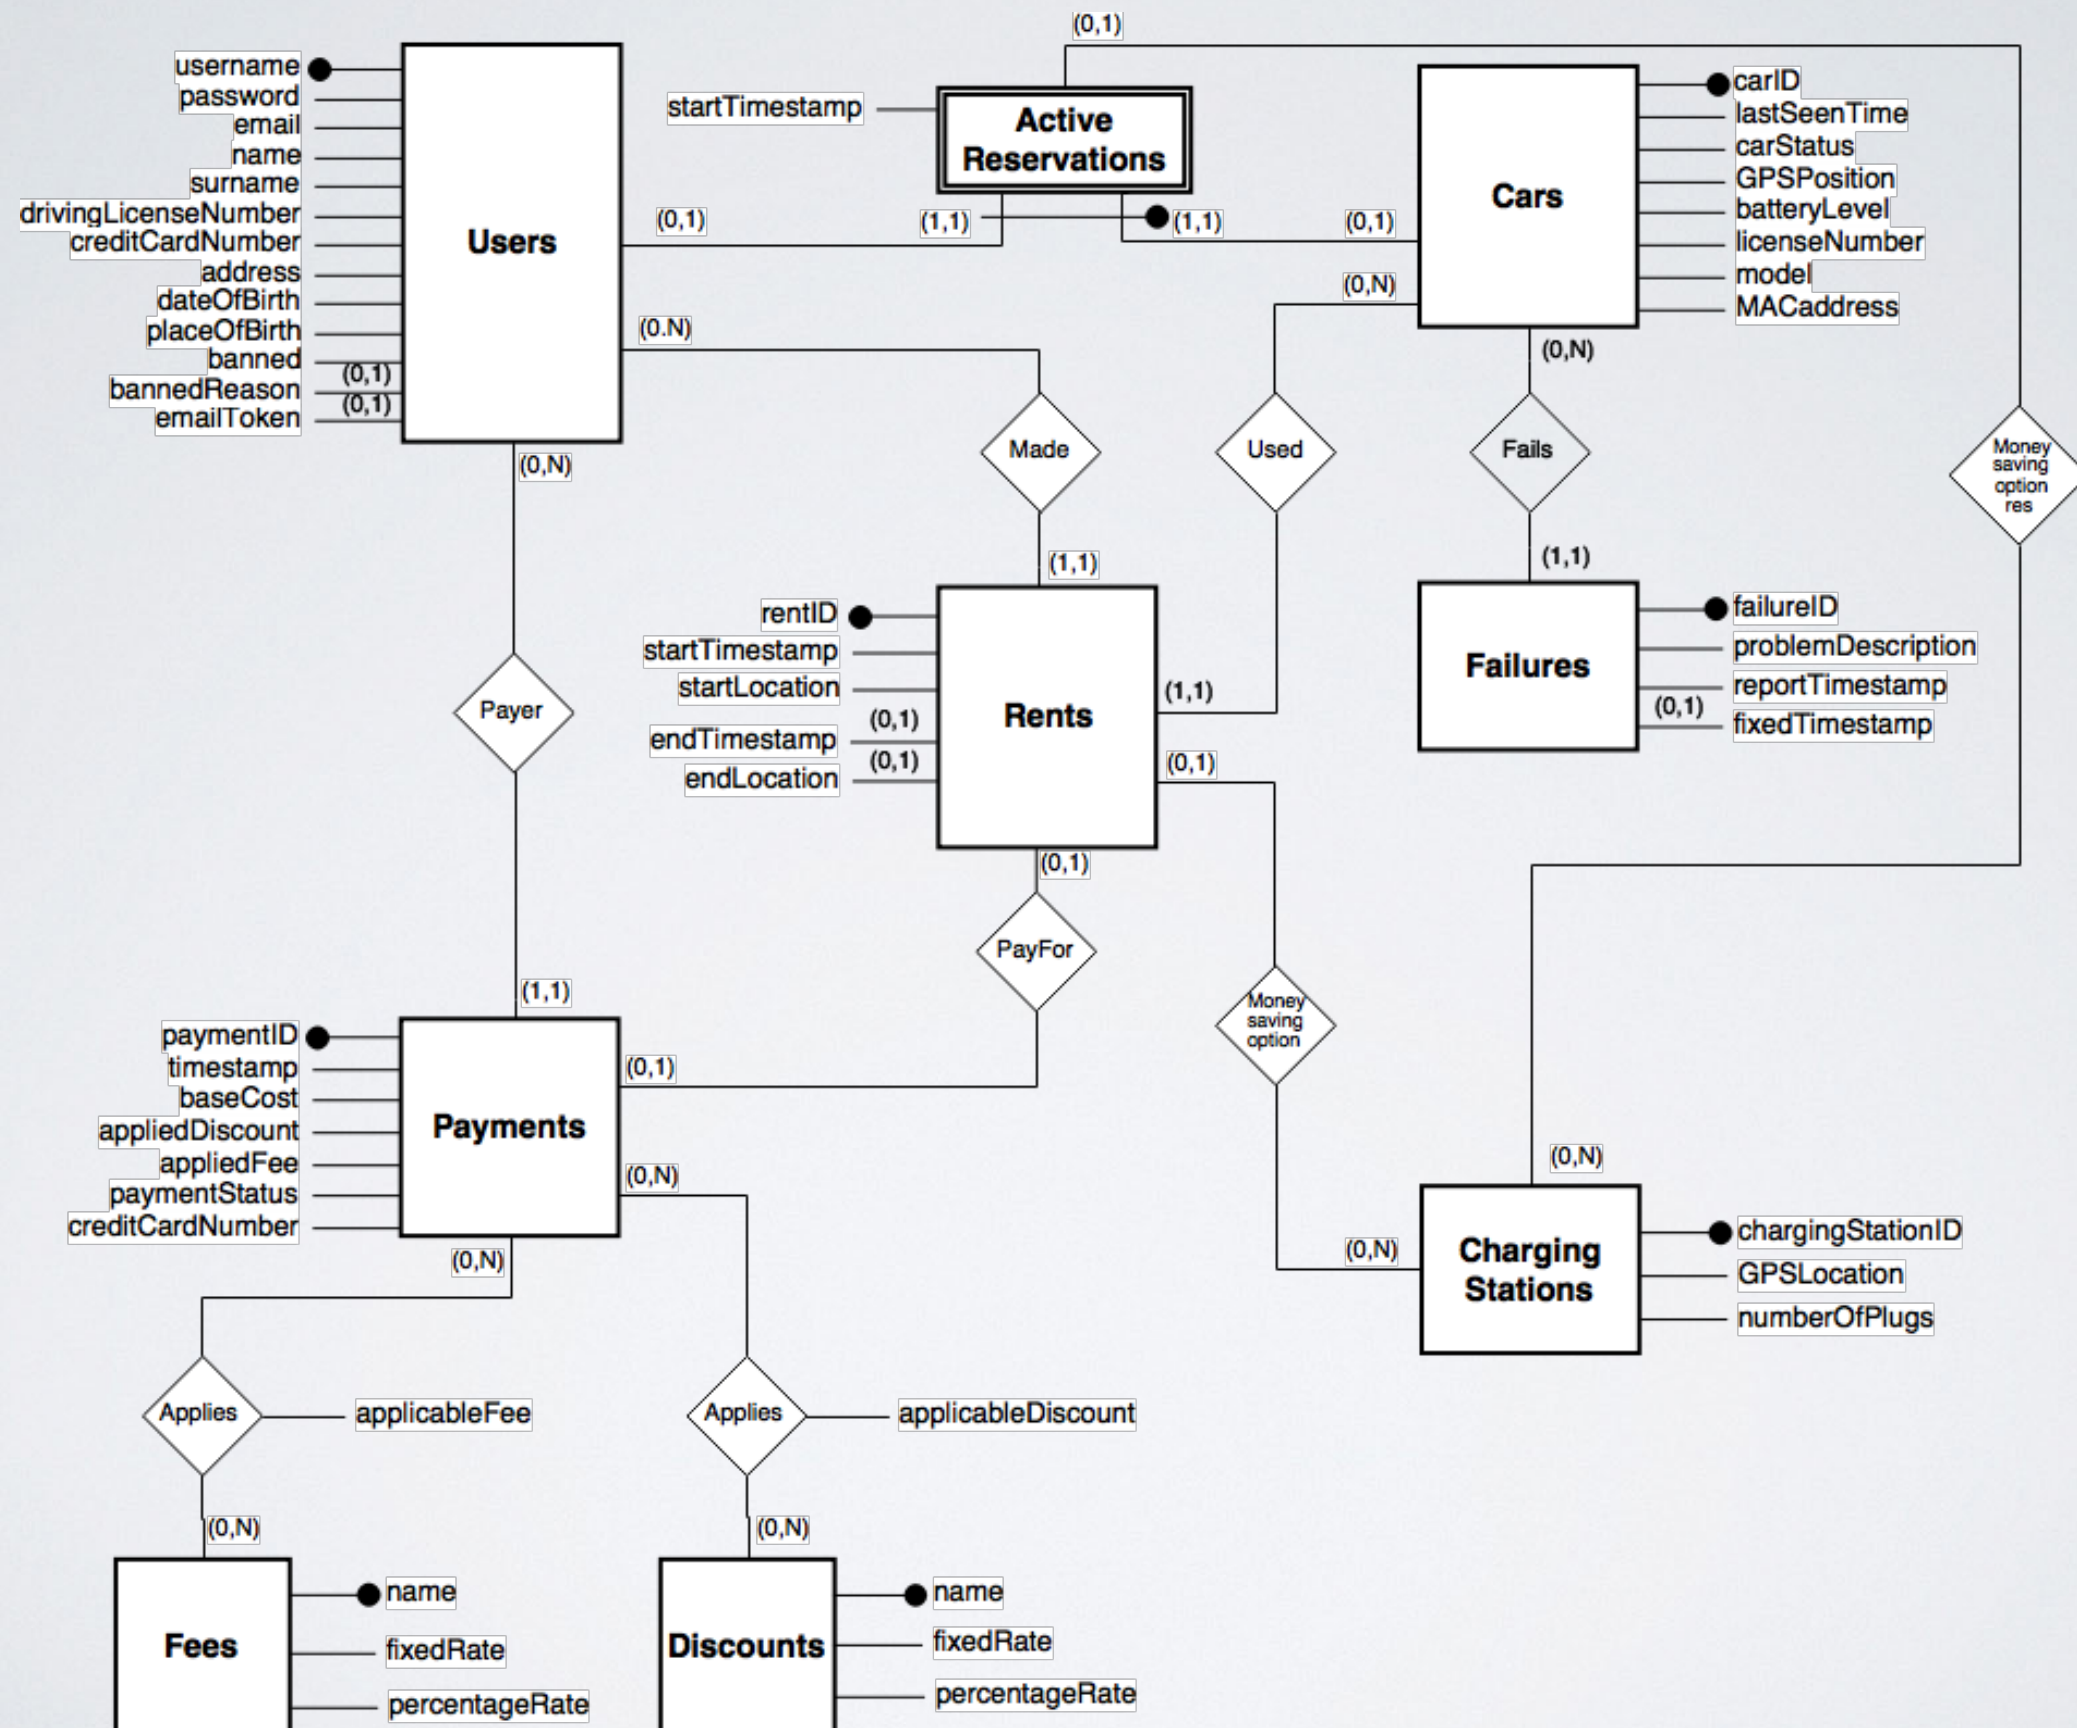 (0,1)
username
password
email
name
surname
drivingLicenseNumber
creditCardNumber
address
dateOfBirth
placeOfBirth
banned
(0,1)
bannedReason
(0,1)
emailToken
Users
startTimestamp
Active
Reservations
(0,1)
(1,1)
(1,1)
(0,1)
Cars
carID
lastSeenTime
carStatus
GPSPosition
batteryLevel
licenseNumber
model
MACaddress
(0.N)
(0,N)
(0,N)
(0,N)
Made
Used
Fails
Money
saving
option
res
(1,1)
(1,1)
rentID
startTimestamp
startLocation
(0,1)
endTimestamp
(0,1)
endLocation
Rents
(1,1)
(0,1)
Failures
failureID
problemDescription
reportTimestamp
(0,1)
fixedTimestamp
Payer
(0,1)
PayFor
Money
saving
option
(1,1)
paymentID
timestamp
baseCost
appliedDiscount
appliedFee
paymentStatus
creditCardNumber
Payments
(0,1)
(0,N)
(0,N)
(0,N)
(0,N)
Charging
Stations
chargingStationID
GPSLocation
numberOfPlugs
Applies
applicableFee
Applies
applicableDiscount
(0,N)
(0,N)
Fees
name
fixedRate
percentageRate
Discounts
name
fixedRate
percentageRate